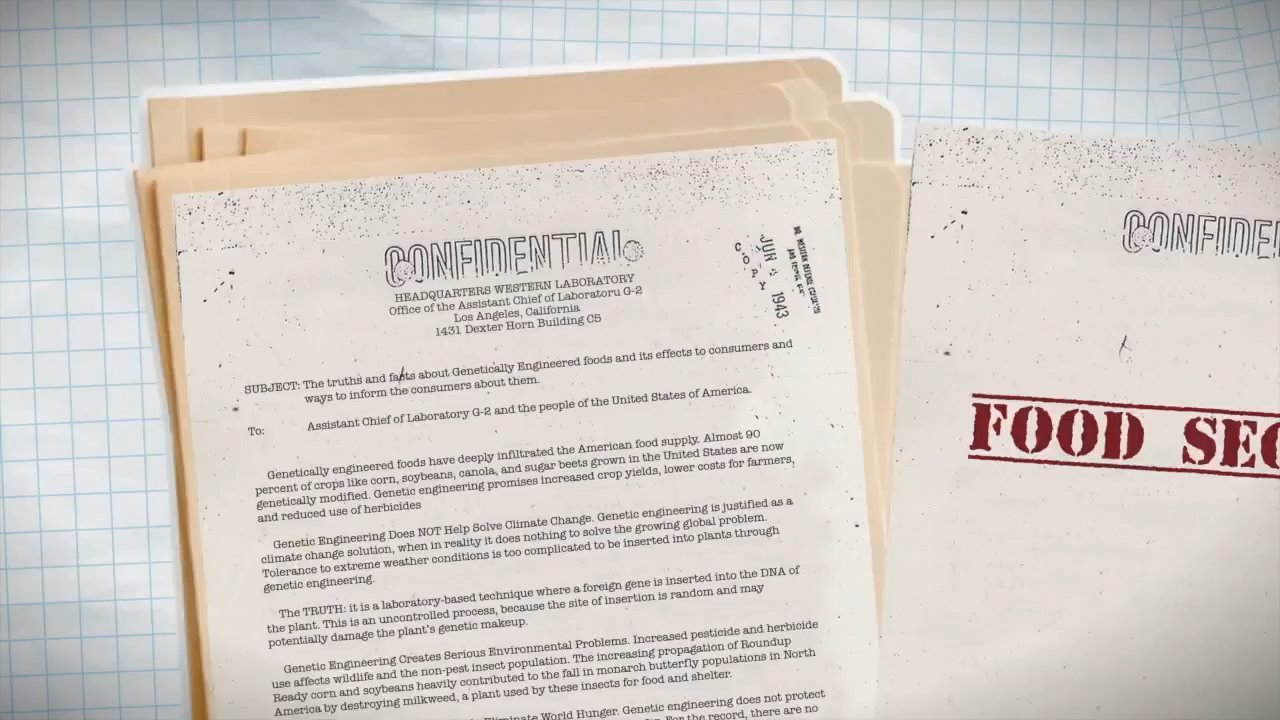 CONFIDENTIAL
HEADQUARTERS WESTERN LABORATORY
Office of the Assistant Chief of Laboratoru G-2
Los Angeles, California
1431 Dexter Horn Building C5
COPY
JUN 4 1943
SUBJECT: The truths and facts about Genetically Engineered foods and its effects to consumers and
ways to inform the consumers about them.
To: Assistant Chief of Laboratory G-2 and the people of the United States of America.
Genetically engineered foods have deeply infiltrated the American food supply. Almost 90
percent of crops like corn, soybeans, canola, and sugar beets grown in the United States are now
genetically modified. Genetic engineering promises increased crop yields, lower costs for farmers,
and reduced use of herbicides
Genetic Engineering Does NOT Help Solve Climate Change. Genetic engineering is justified as a
climate change solution, when in reality it does nothing to solve the growing global problem.
Tolerance to extreme weather conditions is too complicated to be inserted into plants through
genetic engineering.
The TRUTH: it is a laboratory-based technique where a foreign gene is inserted into the DNA of
the plant. This is an uncontrolled process, because the site of insertion is random and may
potentially damage the plant's genetic makeup.
Genetic Engineering Creates Serious Environmental Problems. Increased pesticide and herbicide
use affects wildlife and the non-pest insect population. The increasing propagation of Roundup
Ready corn and soybeans heavily contributed to the fall in monarch butterfly populations in North
America by destroying milkweed, a plant used by these insects for food and shelter.
Eliminate World Hunger. Genetic engineering does not protect
For the record, there are no
CONFIDE
FOOD SEC